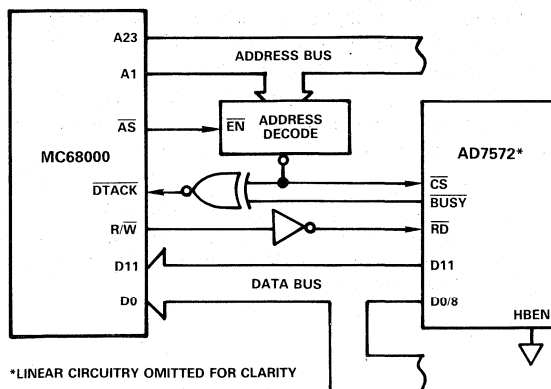 A23
ADDRESS BUS
A1
AS
EN
ADDRESS
DECODE
MC68000
AD7572*
DTACK
CS
BUSY
R/W
RD
D11
D11
DATA BUS
D0
D0/8
HBEN
*LINEAR CIRCUITRY OMITTED FOR CLARITY